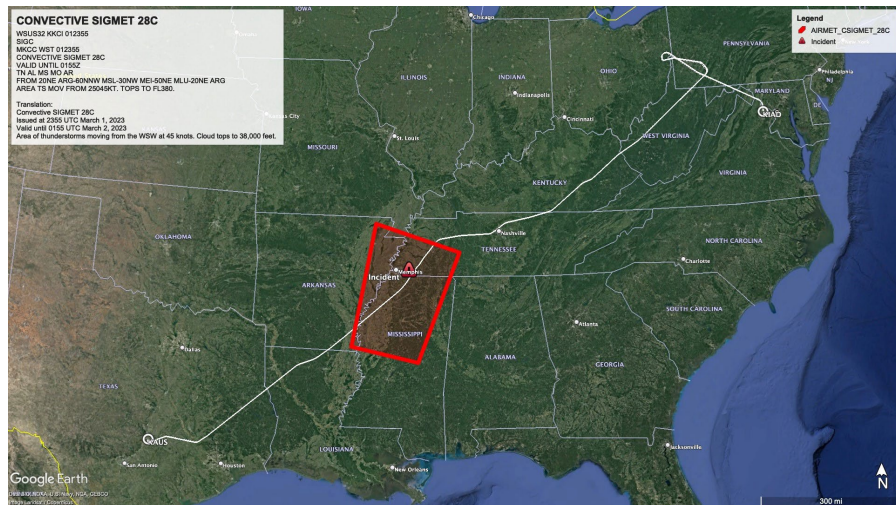 CONVECTIVE SIGMET 28C
WSUS32 KKCI 012355
SIGC
MKCC WST 012355
CONVECTIVE SIGMET 28C
VALID UNTIL 0155Z
TN AL MS MO AR
FROM 20NE ARG-60NNW MSL-30NW MEI-50NE MLU-20NE ARG
AREA TS MOV FROM 25045KT. TOPS TO FL380.
Translation:
Convective SIGMET 28C
Issued at 2355 UTC March 1, 2023
Valid until 0155 UTC March 2, 2023
Area of thunderstorms moving from the WSW at 45 knots. Cloud tops to 38,000 feet.
Legend
AIRMET_CSIGMET_28C
Incident
IOWA
Chicago
PENNSYLVANIA
Philadelphia
ILLINOIS
INDIANA
OHIO
Indianapolis
MARYLAND
DE
KIAD
Kansas City
St. Louis
Cincinnati
WEST VIRGINIA
MISSOURI
VIRGINIA
KENTUCKY
Nashville
OKLAHOMA
TENNESSEE
NORTH CAROLINA
Charlotte
Memphis
Incident
ARKANSAS
SOUTH CAROLINA
Atlanta
MISSISSIPPI
Dallas
ALABAMA
GEORGIA
TEXAS
KAUS
LOUISIANA
Jacksonville
San Antonio
Houston
New Orleans
Google Earth
N
300 mi